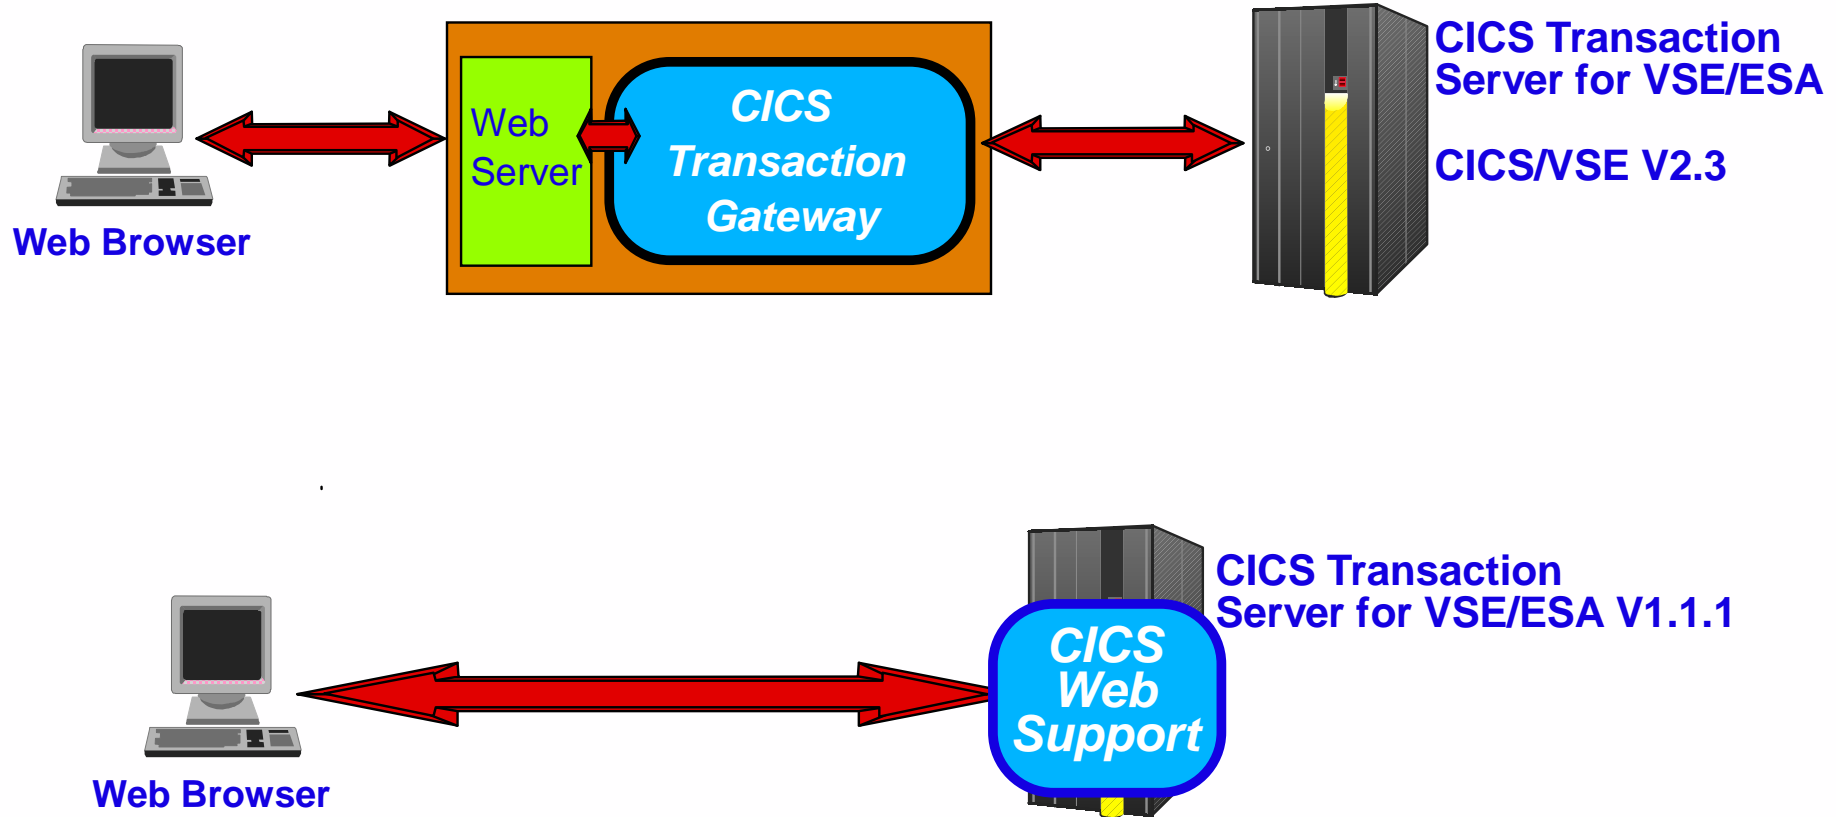 Web Browser
Web
Server
CICS
Transaction
Gateway
CICS Transaction
Server for VSE/ESA
CICS/VSE V2.3
Web Browser
CICS
Web
Support
CICS Transaction
Server for VSE/ESA V1.1.1